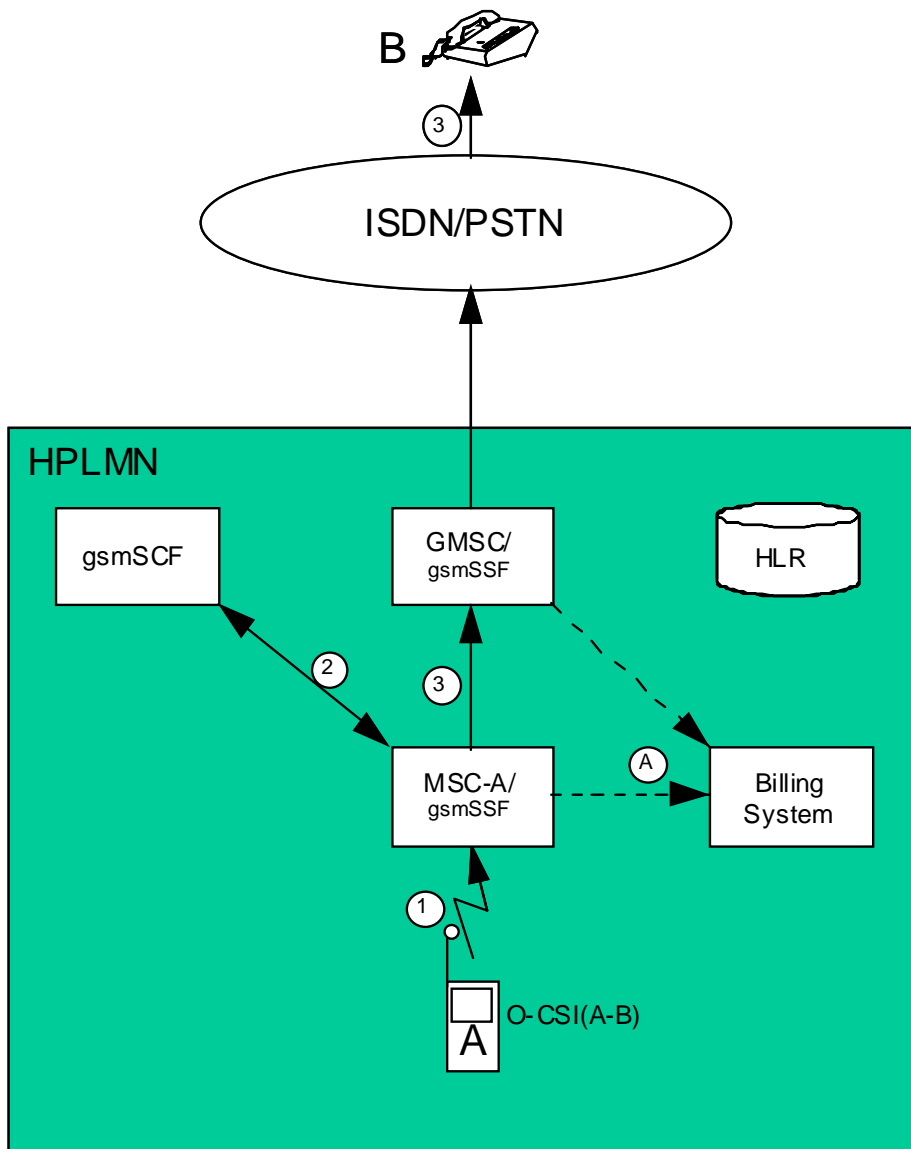 B
3
ISDN/PSTN
HPLMN
gsmSCF
GMSC/
gsmSSF
HLR
2
3
MSC-A/
gsmSSF
A
Billing
System
1
O-CSI(A-B)
A